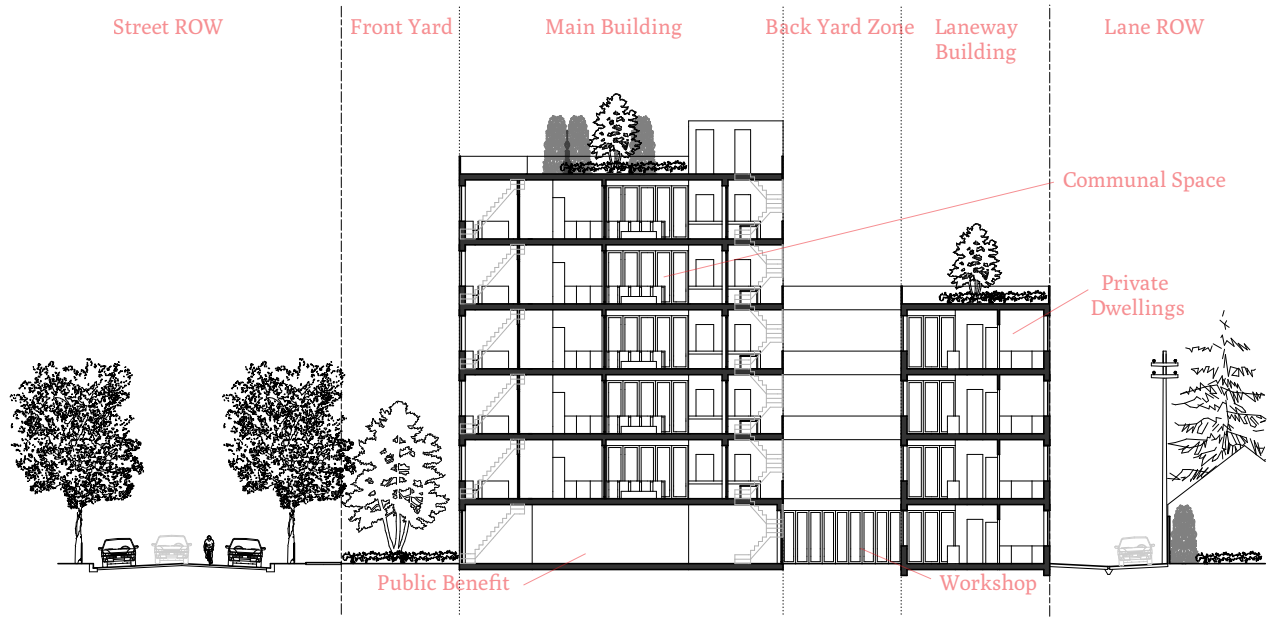 Street ROW
Front Yard
Main Building
Back Yard Zone
Laneway
Building
Lane ROW
Communal Space
Private
Dwellings
Public Benefit
Workshop